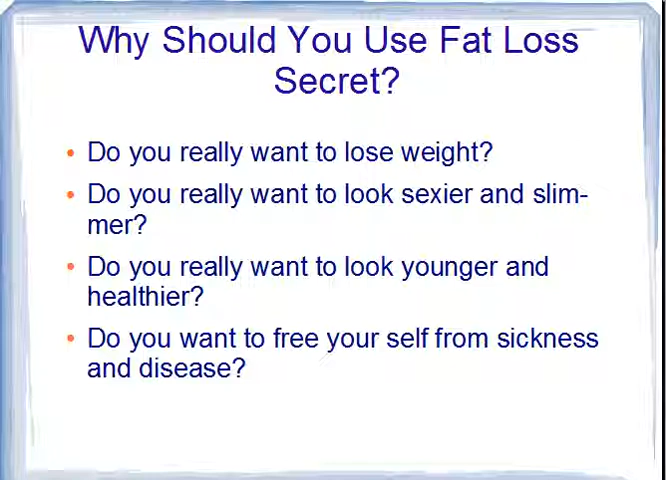 Why Should You Use Fat Loss
Secret?
• Do you really want to lose weight?
• Do you really want to look sexier and slim-
mer?
• Do you really want to look younger and
healthier?
• Do you want to free your self from sickness
and disease?